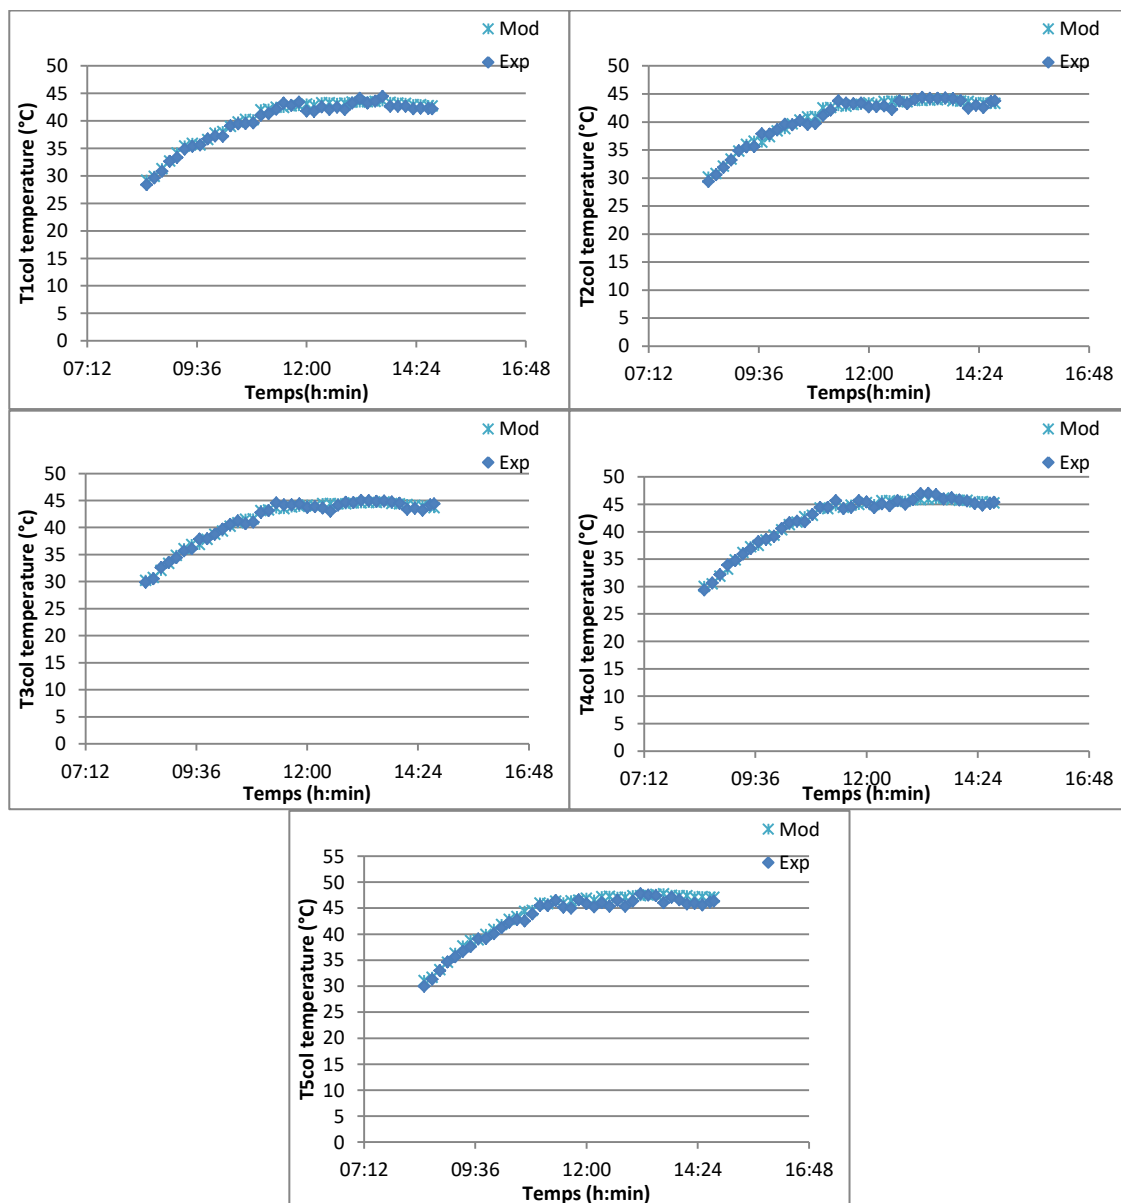 Mod
Exp
50
45
40
35
30
25
20
15
10
5
0
T1col temperature (°C)
07:12 09:36 12:00 14:24 16:48
Temps(h:min)
Mod
Exp
50
45
40
35
30
25
20
15
10
5
0
T2col temperature (°C)
07:12 09:36 12:00 14:24 16:48
Temps(h:min)
Mod
Exp
50
45
40
35
30
25
20
15
10
5
0
T3col temperature (°c)
07:12 09:36 12:00 14:24 16:48
Temps (h:min)
Mod
Exp
50
45
40
35
30
25
20
15
10
5
0
T4col temperature (°C)
07:12 09:36 12:00 14:24 16:48
Temps (h:min)
Mod
Exp
55
50
45
40
35
30
25
20
15
10
5
0
T5col temperature (°C)
07:12 09:36 12:00 14:24 16:48
Temps (h:min)